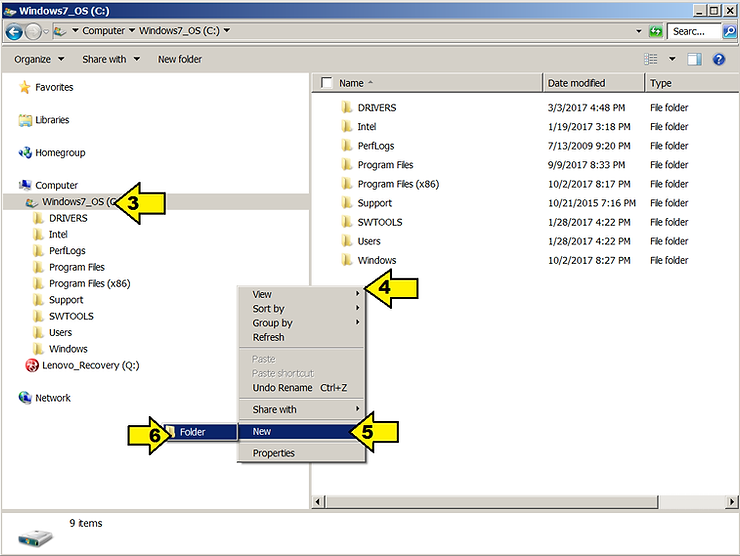 Windows7_OS (C:)
Computer Windows7_OS (C:) Searc...
Organize Share with New folder
Favorites
Libraries
Homegroup
Computer
Windows7_OS (C
3
DRIVERS
Intel
PerfLogs
Program Files
Program Files (x86)
Support
SWTOOLS
Users
Windows
Lenovo_Recovery (Q:)
Network
Name Date modified Type
DRIVERS 3/3/2017 4:48 PM File folder
Intel 1/19/2017 3:18 PM File folder
PerfLogs 7/13/2009 9:20 PM File folder
Program Files 9/9/2017 8:33 PM File folder
Program Files (x86) 10/2/2017 8:17 PM File folder
Support 10/21/2015 7:16 PM File folder
SWTOOLS 1/28/2017 4:22 PM File folder
Users 1/28/2017 4:22 PM File folder
Windows 10/2/2017 8:27 PM File folder
4
View
Sort by
Group by
Refresh
Paste
Paste shortcut
Undo Rename Ctrl+Z
Share with
New
5
6
Folder
Properties
9 items